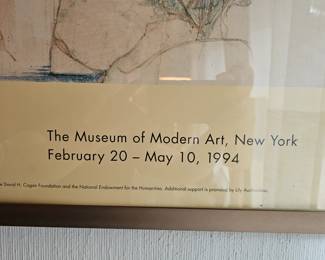 The Museum of Modern Art, New York
February 20 – May 10, 1994
David H. Cogan Foundation and the National Endowment for the Humanities. Additional support is provided by Lily Auchincloss.